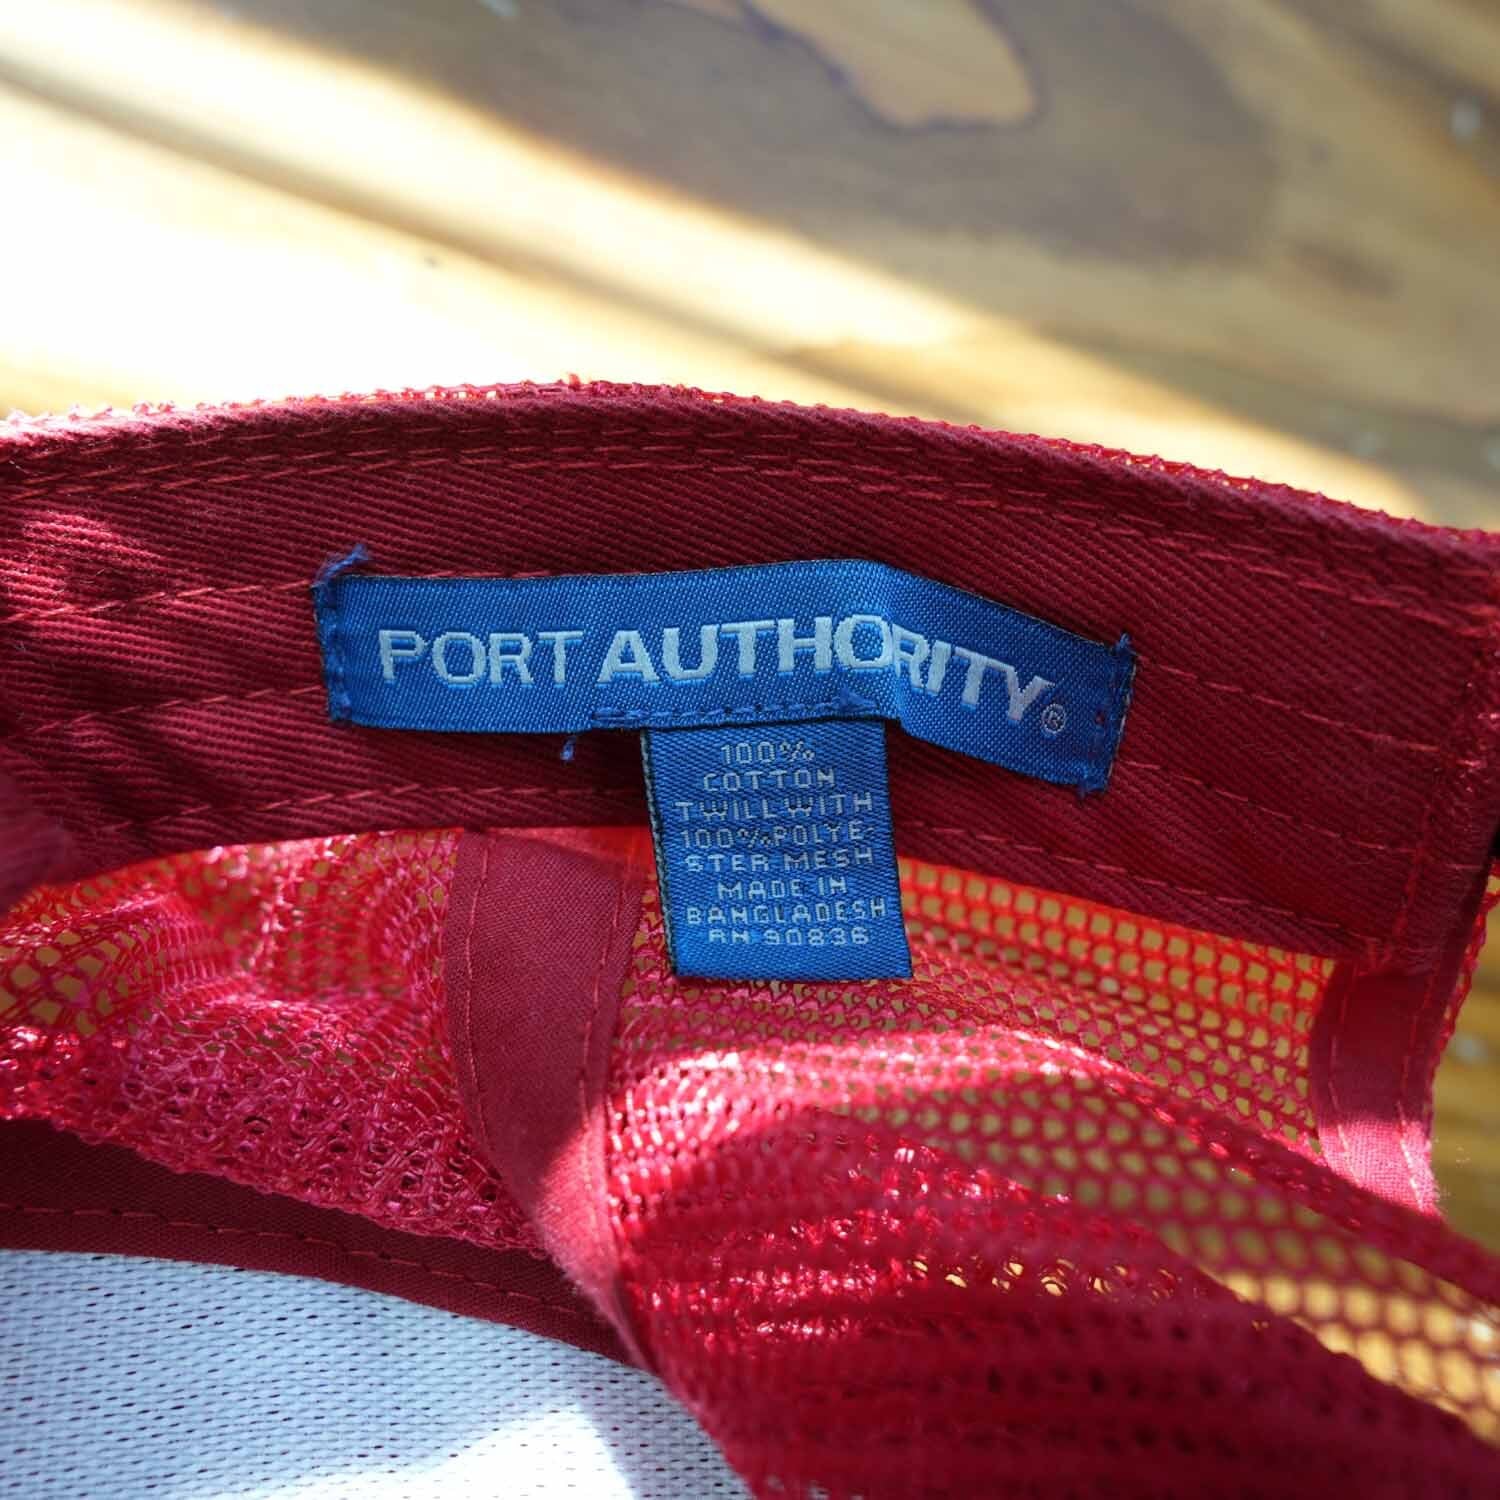 PORT AUTHORITY®
100%
COTTON
TWILL WITH
100% POLYE-
STER MESH
MADE IN
BANGLADESH
RN 90836